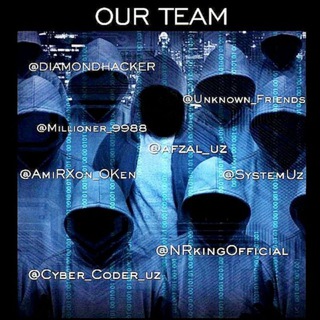 OUR TEAM
@DIAMONDHACKER
@UNKNOWN_FRIENDS
@MILLIONER_9988
@AFZAL_UZ
@AMIRXON_OKEN
@SYSTEMUZ
@NRKINGOFFICIAL
@CYBER_CODER_UZ